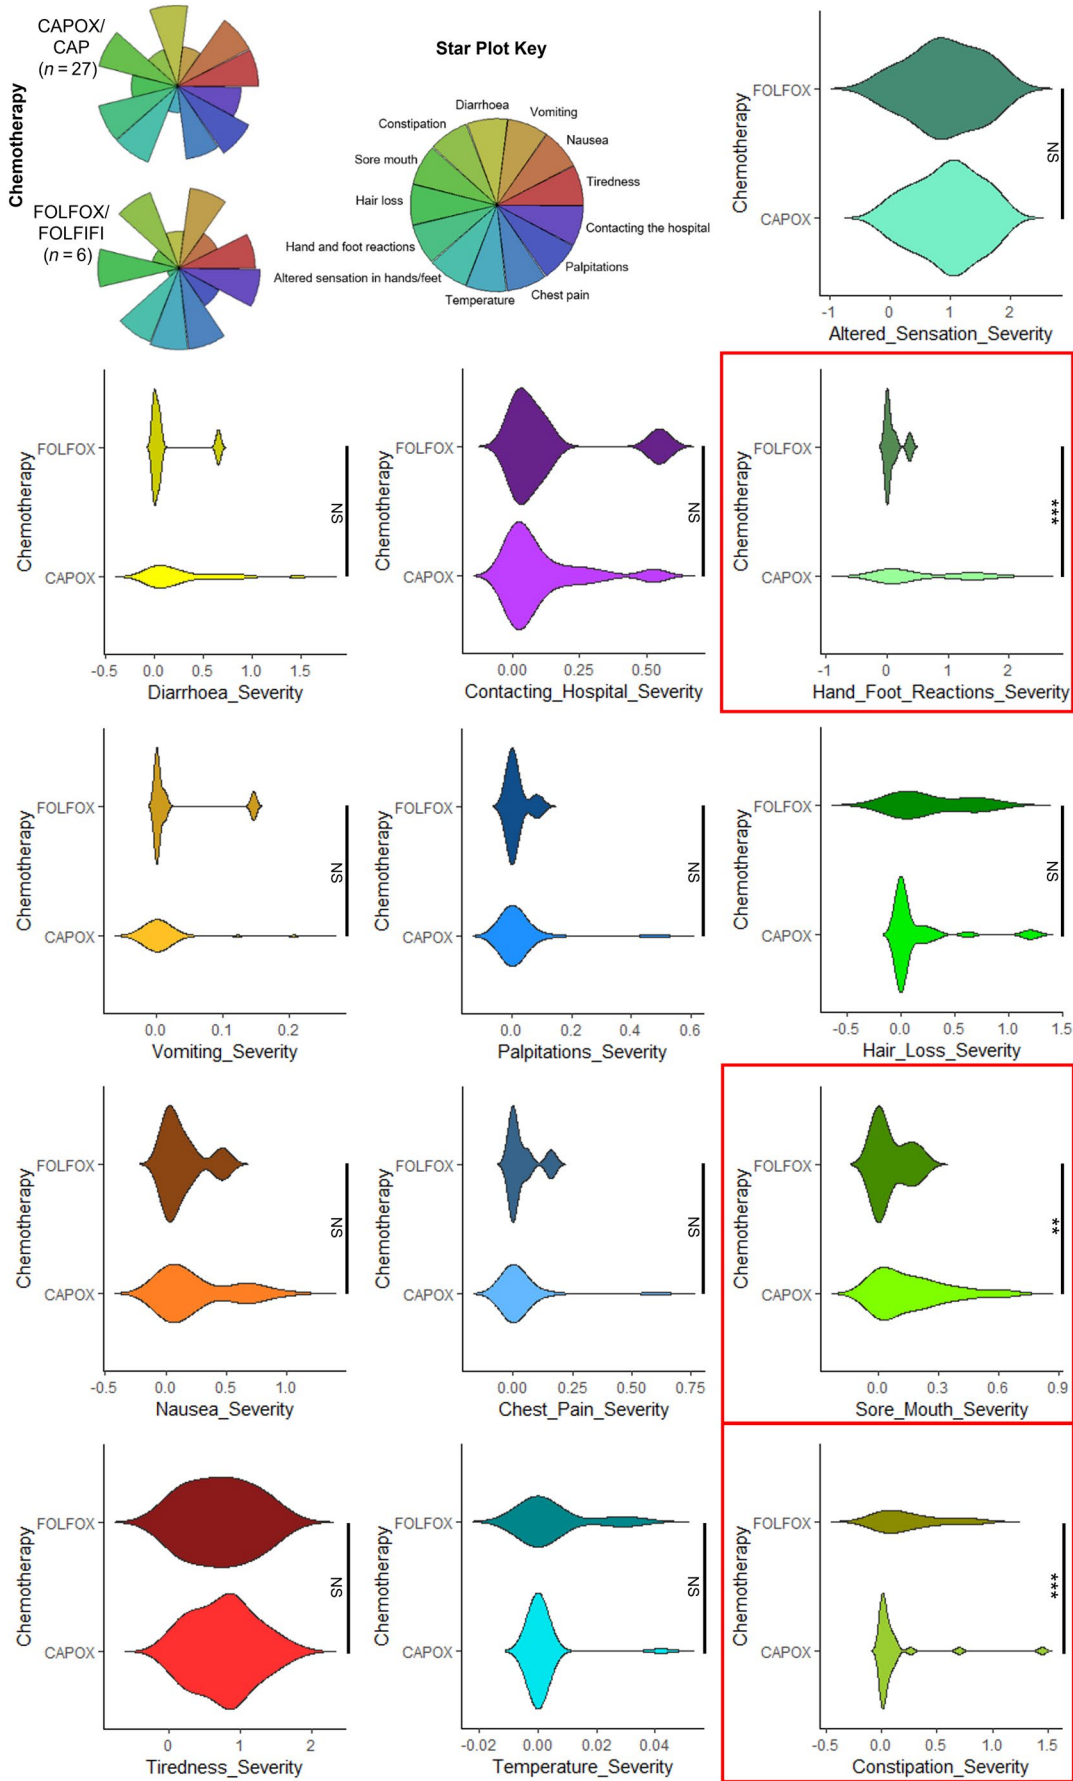 CAPOX/
CAP
(n = 27)
Chemotherapy
FOLFOX/
FOLFIFI
(n = 6)
Star Plot Key
Diarrhoea
Vomiting
Constipation
Nausea
Sore mouth
Tiredness
Hair loss
Contacting the hospital
Hand and foot reactions
Palpitations
Altered sensation in hands/feet
Chest pain
Temperature
Chemotherapy
FOLFOX
CAPOX
NS
-1 0 1 2
Altered_Sensation_Severity
Chemotherapy
FOLFOX
CAPOX
NS
-0.5 0.0 0.5 1.0 1.5
Diarrhoea_Severity
Chemotherapy
FOLFOX
CAPOX
NS
0.00 0.25 0.50
Contacting_Hospital_Severity
Chemotherapy
FOLFOX
CAPOX
***
-1 0 1 2
Hand_Foot_Reactions_Severity
Chemotherapy
FOLFOX
CAPOX
NS
0.0 0.1 0.2
Vomiting_Severity
Chemotherapy
FOLFOX
CAPOX
NS
0.0 0.2 0.4 0.6
Palpitations_Severity
Chemotherapy
FOLFOX
CAPOX
NS
-0.5 0.0 0.5 1.0 1.5
Hair_Loss_Severity
Chemotherapy
FOLFOX
CAPOX
NS
-0.5 0.0 0.5 1.0
Nausea_Severity
Chemotherapy
FOLFOX
CAPOX
NS
0.00 0.25 0.50 0.75
Chest_Pain_Severity
Chemotherapy
FOLFOX
CAPOX
**
0.0 0.3 0.6 0.9
Sore_Mouth_Severity
Chemotherapy
FOLFOX
CAPOX
NS
0 1 2
Tiredness_Severity
Chemotherapy
FOLFOX
CAPOX
NS
-0.02 0.00 0.02 0.04
Temperature_Severity
Chemotherapy
FOLFOX
CAPOX
***
-0.5 0.0 0.5 1.0 1.5
Constipation_Severity